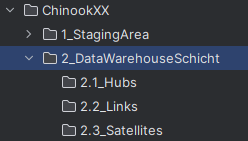 ChinookXX
1_StagingArea
2_DataWarehouseSchicht
2.1_Hubs
2.2_Links
2.3_Satellites